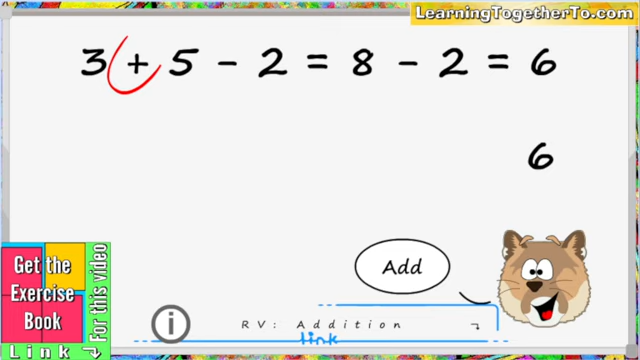 LearningTogetherTo.com
3 + 5 - 2 = 8 - 2 = 6
6
Add
Get the
Exercise
Book
For this video
Link
i
RV: Addition
link